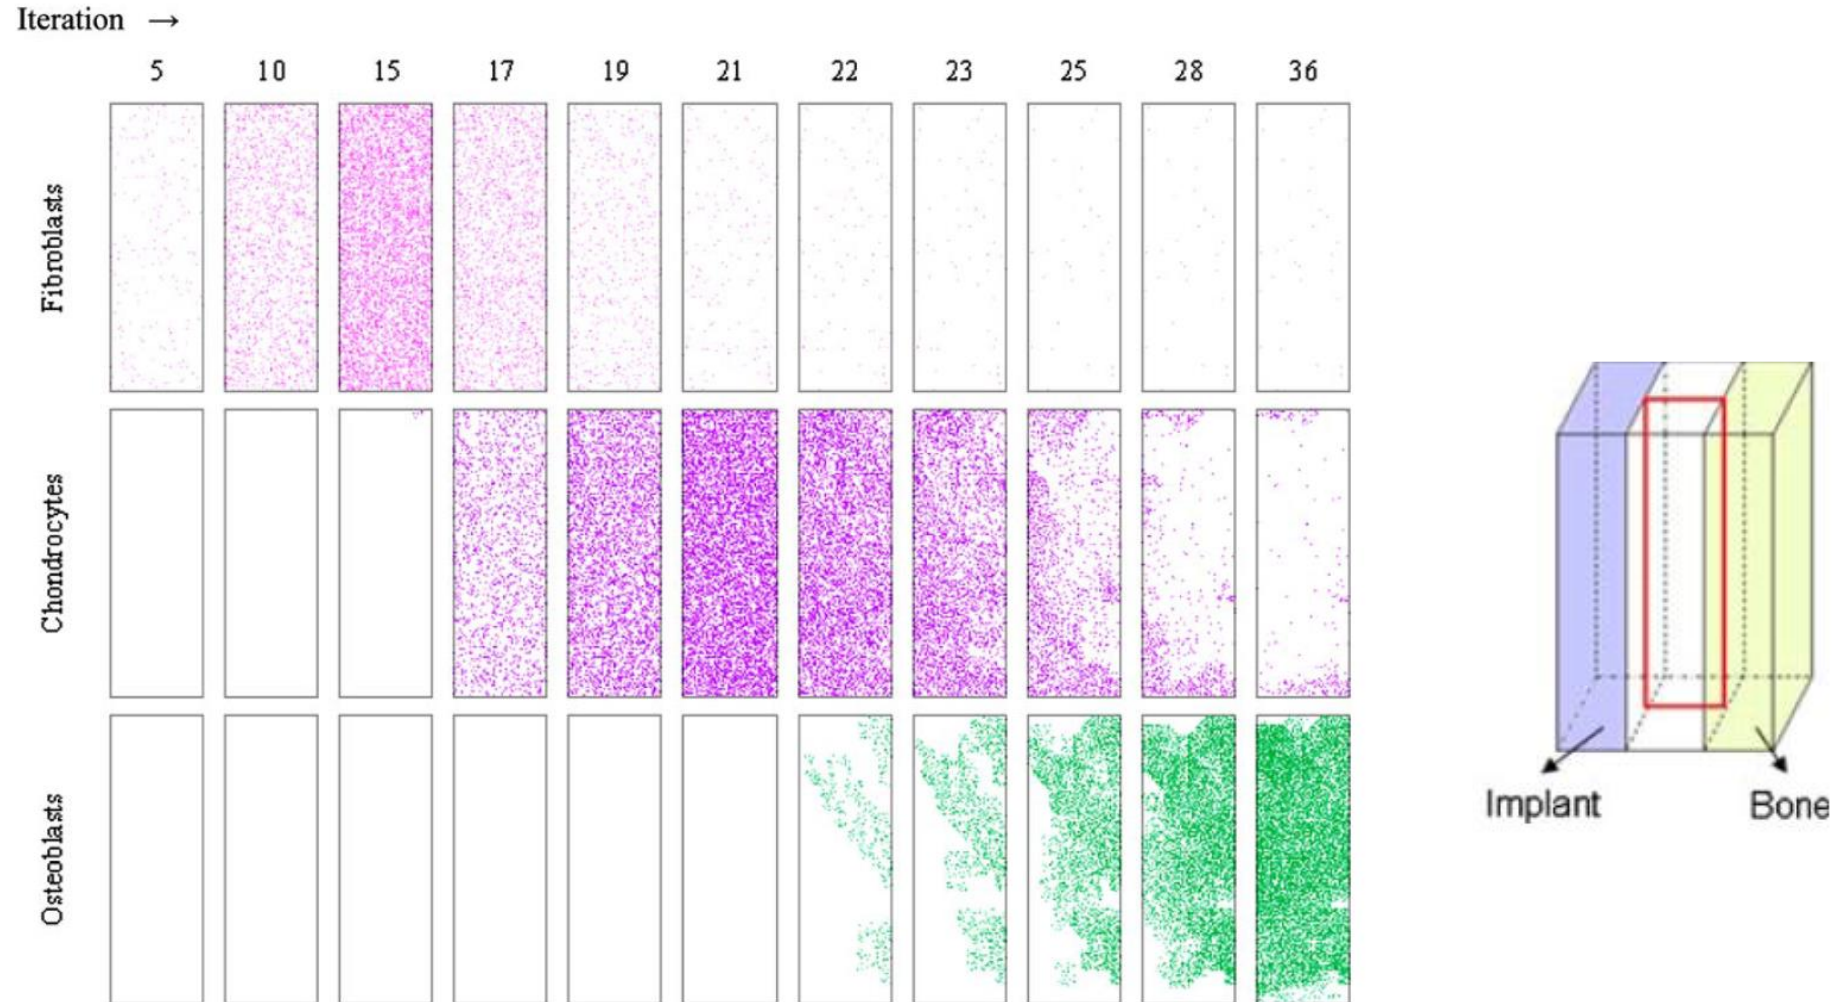 Iteration →
5 10 15 17 19 21 22 23 25 28 36
Fibroblasts
Chondrocytes
Osteoblasts
Implant
Bone